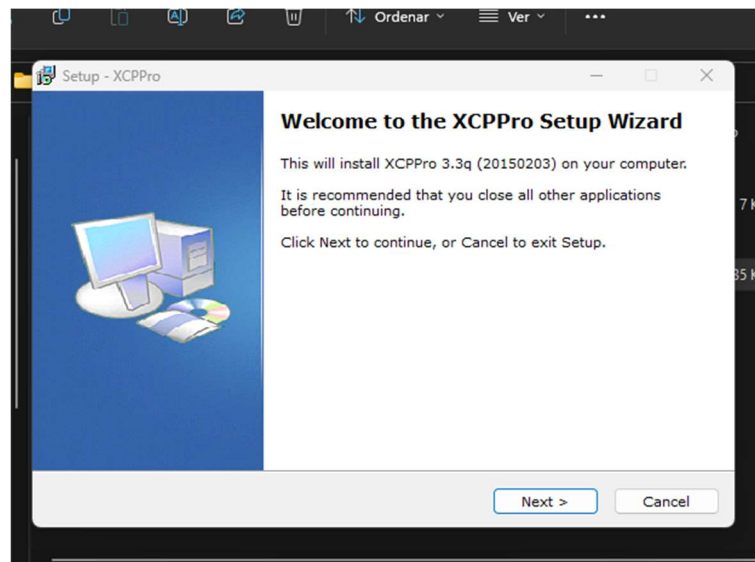 Ordenar
Ver
Setup - XCPPro
Welcome to the XCPPro Setup Wizard
This will install XCPPro 3.3q (20150203) on your computer.
It is recommended that you close all other applications
before continuing.
7 K
Click Next to continue, or Cancel to exit Setup.
35 K
Next >
Cancel